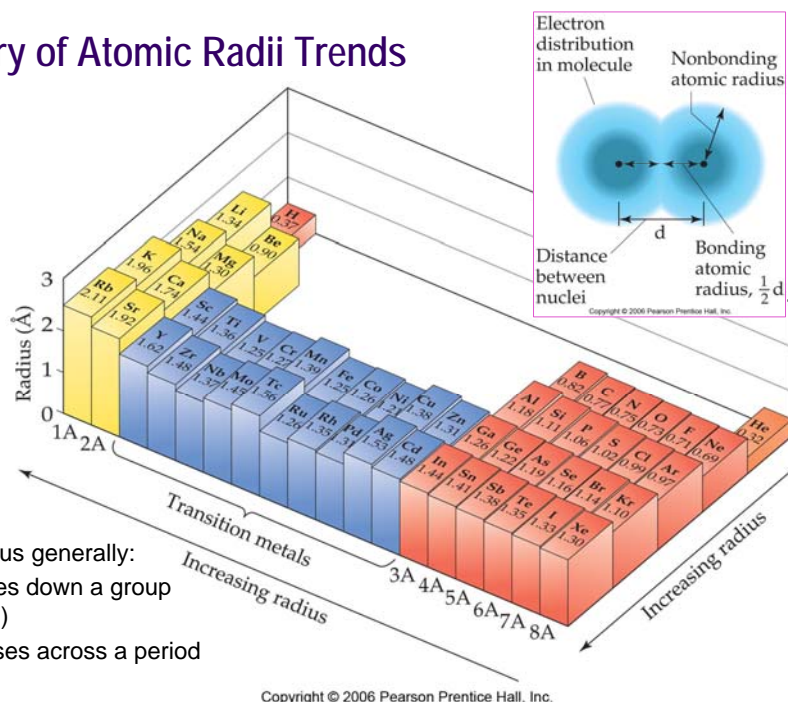 ry of Atomic Radii Trends
Electron
distribution
in molecule
Nonbonding
atomic radius
d
Distance
between
nuclei
Bonding
atomic
radius, 1/2 d
Copyright © 2006 Pearson Prentice Hall, Inc.
Radius (Å)
3
2
1
0
H
0.37
He
0.32
Li
1.34
Be
0.90
B
0.82
C
0.77
N
0.75
O
0.73
F
0.71
Ne
0.69
Na
1.54
Mg
1.30
Al
1.18
Si
1.11
P
1.06
S
1.02
Cl
0.99
Ar
0.97
K
1.96
Ca
1.74
Sc
1.44
Ti
1.36
V
1.25
Cr
1.27
Mn
1.39
Fe
1.25
Co
1.26
Ni
1.21
Cu
1.38
Zn
1.31
Ga
1.26
Ge
1.22
As
1.19
Se
1.16
Br
1.14
Kr
1.10
Rb
2.11
Sr
1.92
Y
1.62
Zr
1.48
Nb
1.37
Mo
1.45
Tc
1.56
Ru
1.26
Rh
1.35
Pd
1.31
Ag
1.53
Cd
1.48
In
1.44
Sn
1.41
Sb
1.38
Te
1.35
I
1.33
Xe
1.30
1A
2A
Transition metals
3A
4A
5A
6A
7A
8A
Increasing radius
Increasing radius
us generally:
es down a group
)
ses across a period
Copyright © 2006 Pearson Prentice Hall, Inc.